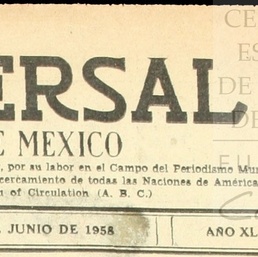 ERSAL
E MEXICO
, por su labor en el Campo del Periodismo Mu
cercamiento de todas las Naciones de América
n of Circulation (A. B. C.)
JUNIO DE 1958
AÑO XL
CE
ES
DE
DE